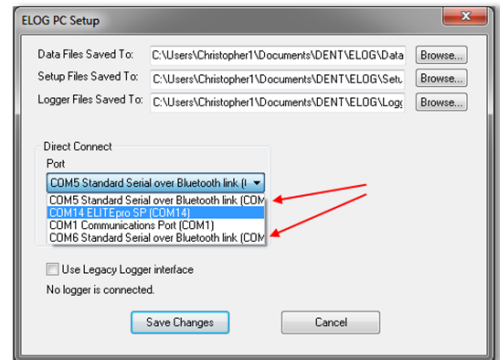 ELOG PC Setup
Data Files Saved To: C:\Users\Christopher1\Documents\DENT\ELOG\Data Browse...
Setup Files Saved To: C:\Users\Christopher1\Documents\DENT\ELOG\Setu Browse...
Logger Files Saved To: C:\Users\Christopher1\Documents\DENT\ELOG\Logg Browse...
Direct Connect
Port
COM5 Standard Serial over Bluetooth link (
COM5 Standard Serial over Bluetooth link (COM
COM14 ELITEpro SP (COM14)
COM1 Communications Port (COM1)
COM6 Standard Serial over Bluetooth link (COM
Use Legacy Logger interface
No logger is connected.
Save Changes Cancel